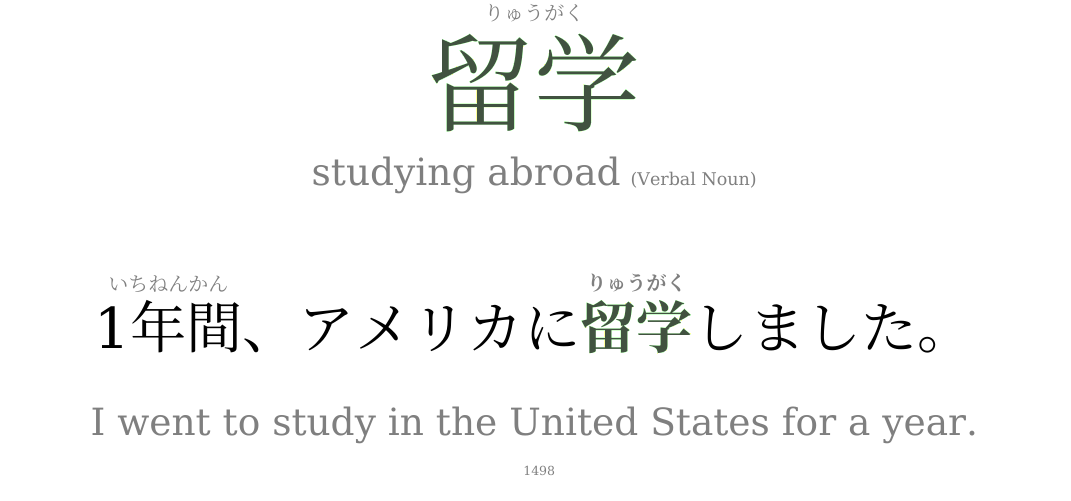 りゅうがく
留学
studying abroad (Verbal Noun)
いちねんかん りゅうがく
1年間、アメリカに留学しました。
I went to study in the United States for a year.
1498